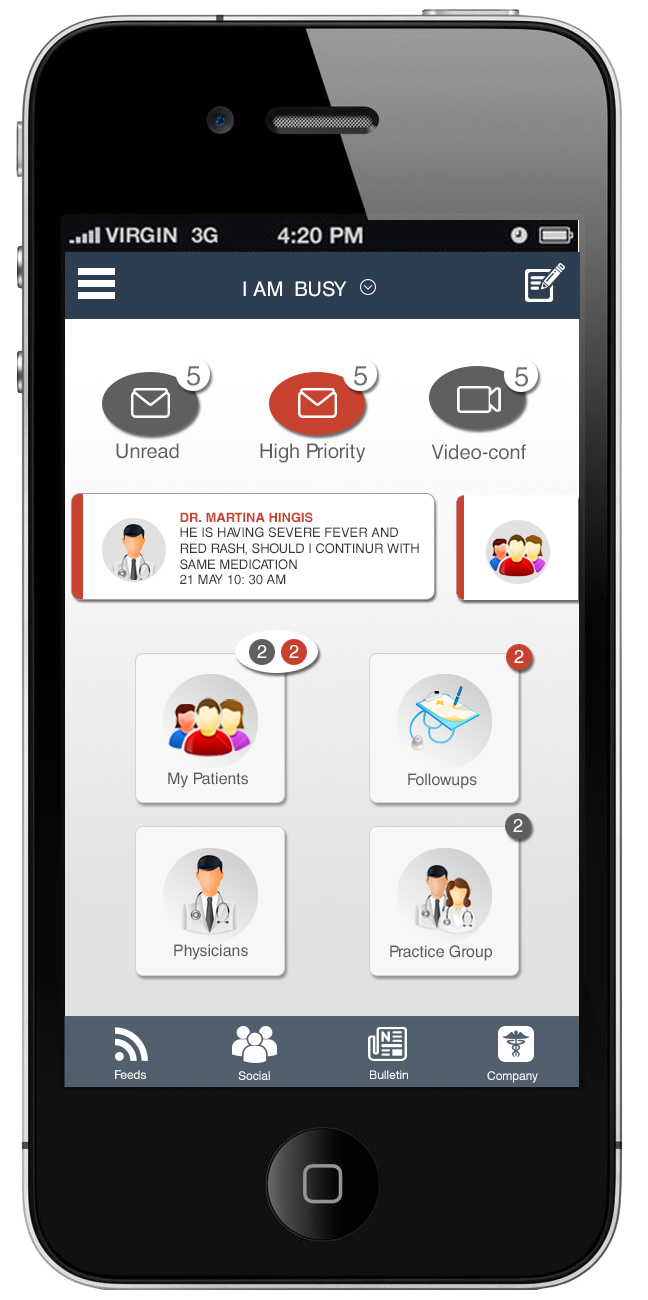 VIRGIN 3G 4:20 PM
I AM BUSY
5 5 5
Unread High Priority Video-conf
DR. MARTINA HINGIS
HE IS HAVING SEVERE FEVER AND
RED RASH, SHOULD I CONTINUR WITH
SAME MEDICATION
21 MAY 10: 30 AM
2 2 2
My Patients Followups
2
Physicians Practice Group
N
Feeds Social Bulletin Company